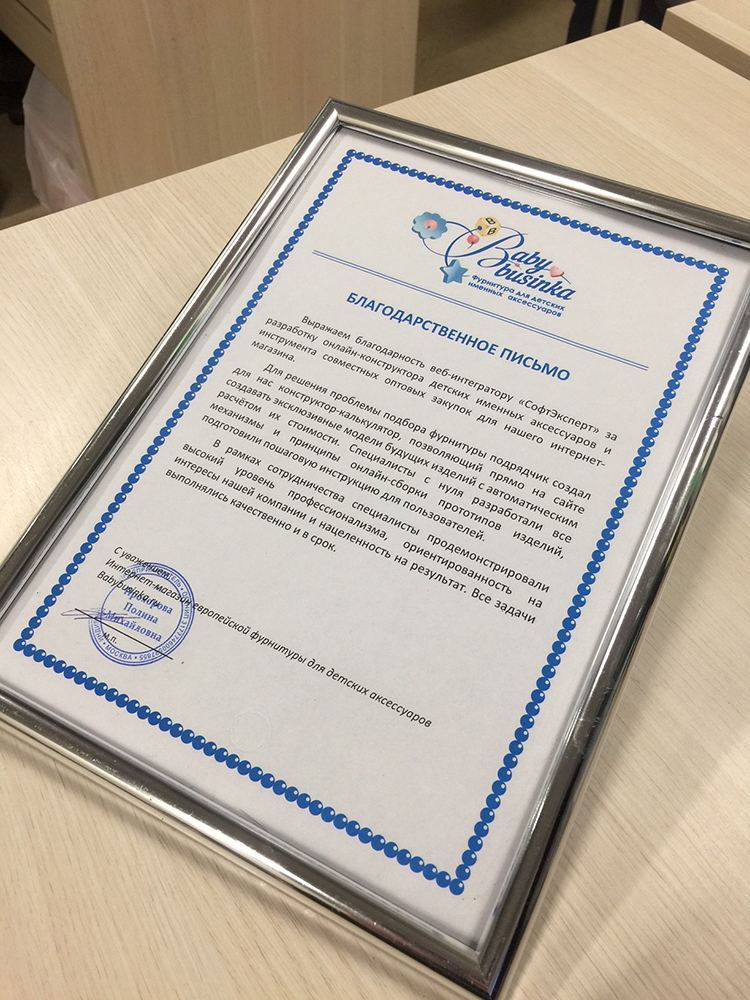 B
B
Baby
businka
Фурнитура для детских
именных аксессуаров
БЛАГОДАРСТВЕННОЕ ПИСЬМО
Выражаем благодарность веб-интегратору «СофтЭксперт» за
разработку онлайн-конструктора детских именных аксессуаров и
инструмента совместных оптовых закупок для нашего интернет-
магазина.
Для решения проблемы подбора фурнитуры подрядчик создал
для нас конструктор-калькулятор, позволяющий прямо на сайте
создавать эксклюзивные модели будущих изделий с автоматическим
расчётом их стоимости. Специалисты с нуля разработали все
механизмы и принципы онлайн-сборки прототипов изделий,
подготовили пошаговую инструкцию для пользователей.
В рамках сотрудничества специалисты продемонстрировали
высокий уровень профессионализма, ориентированность на
интересы нашей компании и нацеленность на результат. Все задачи
выполнялись качественно и в срок.
С уважением,
Интернет-магазин европейской фурнитуры для детских аксессуаров
Полина
Михайловна
м.п.
МОСКВА